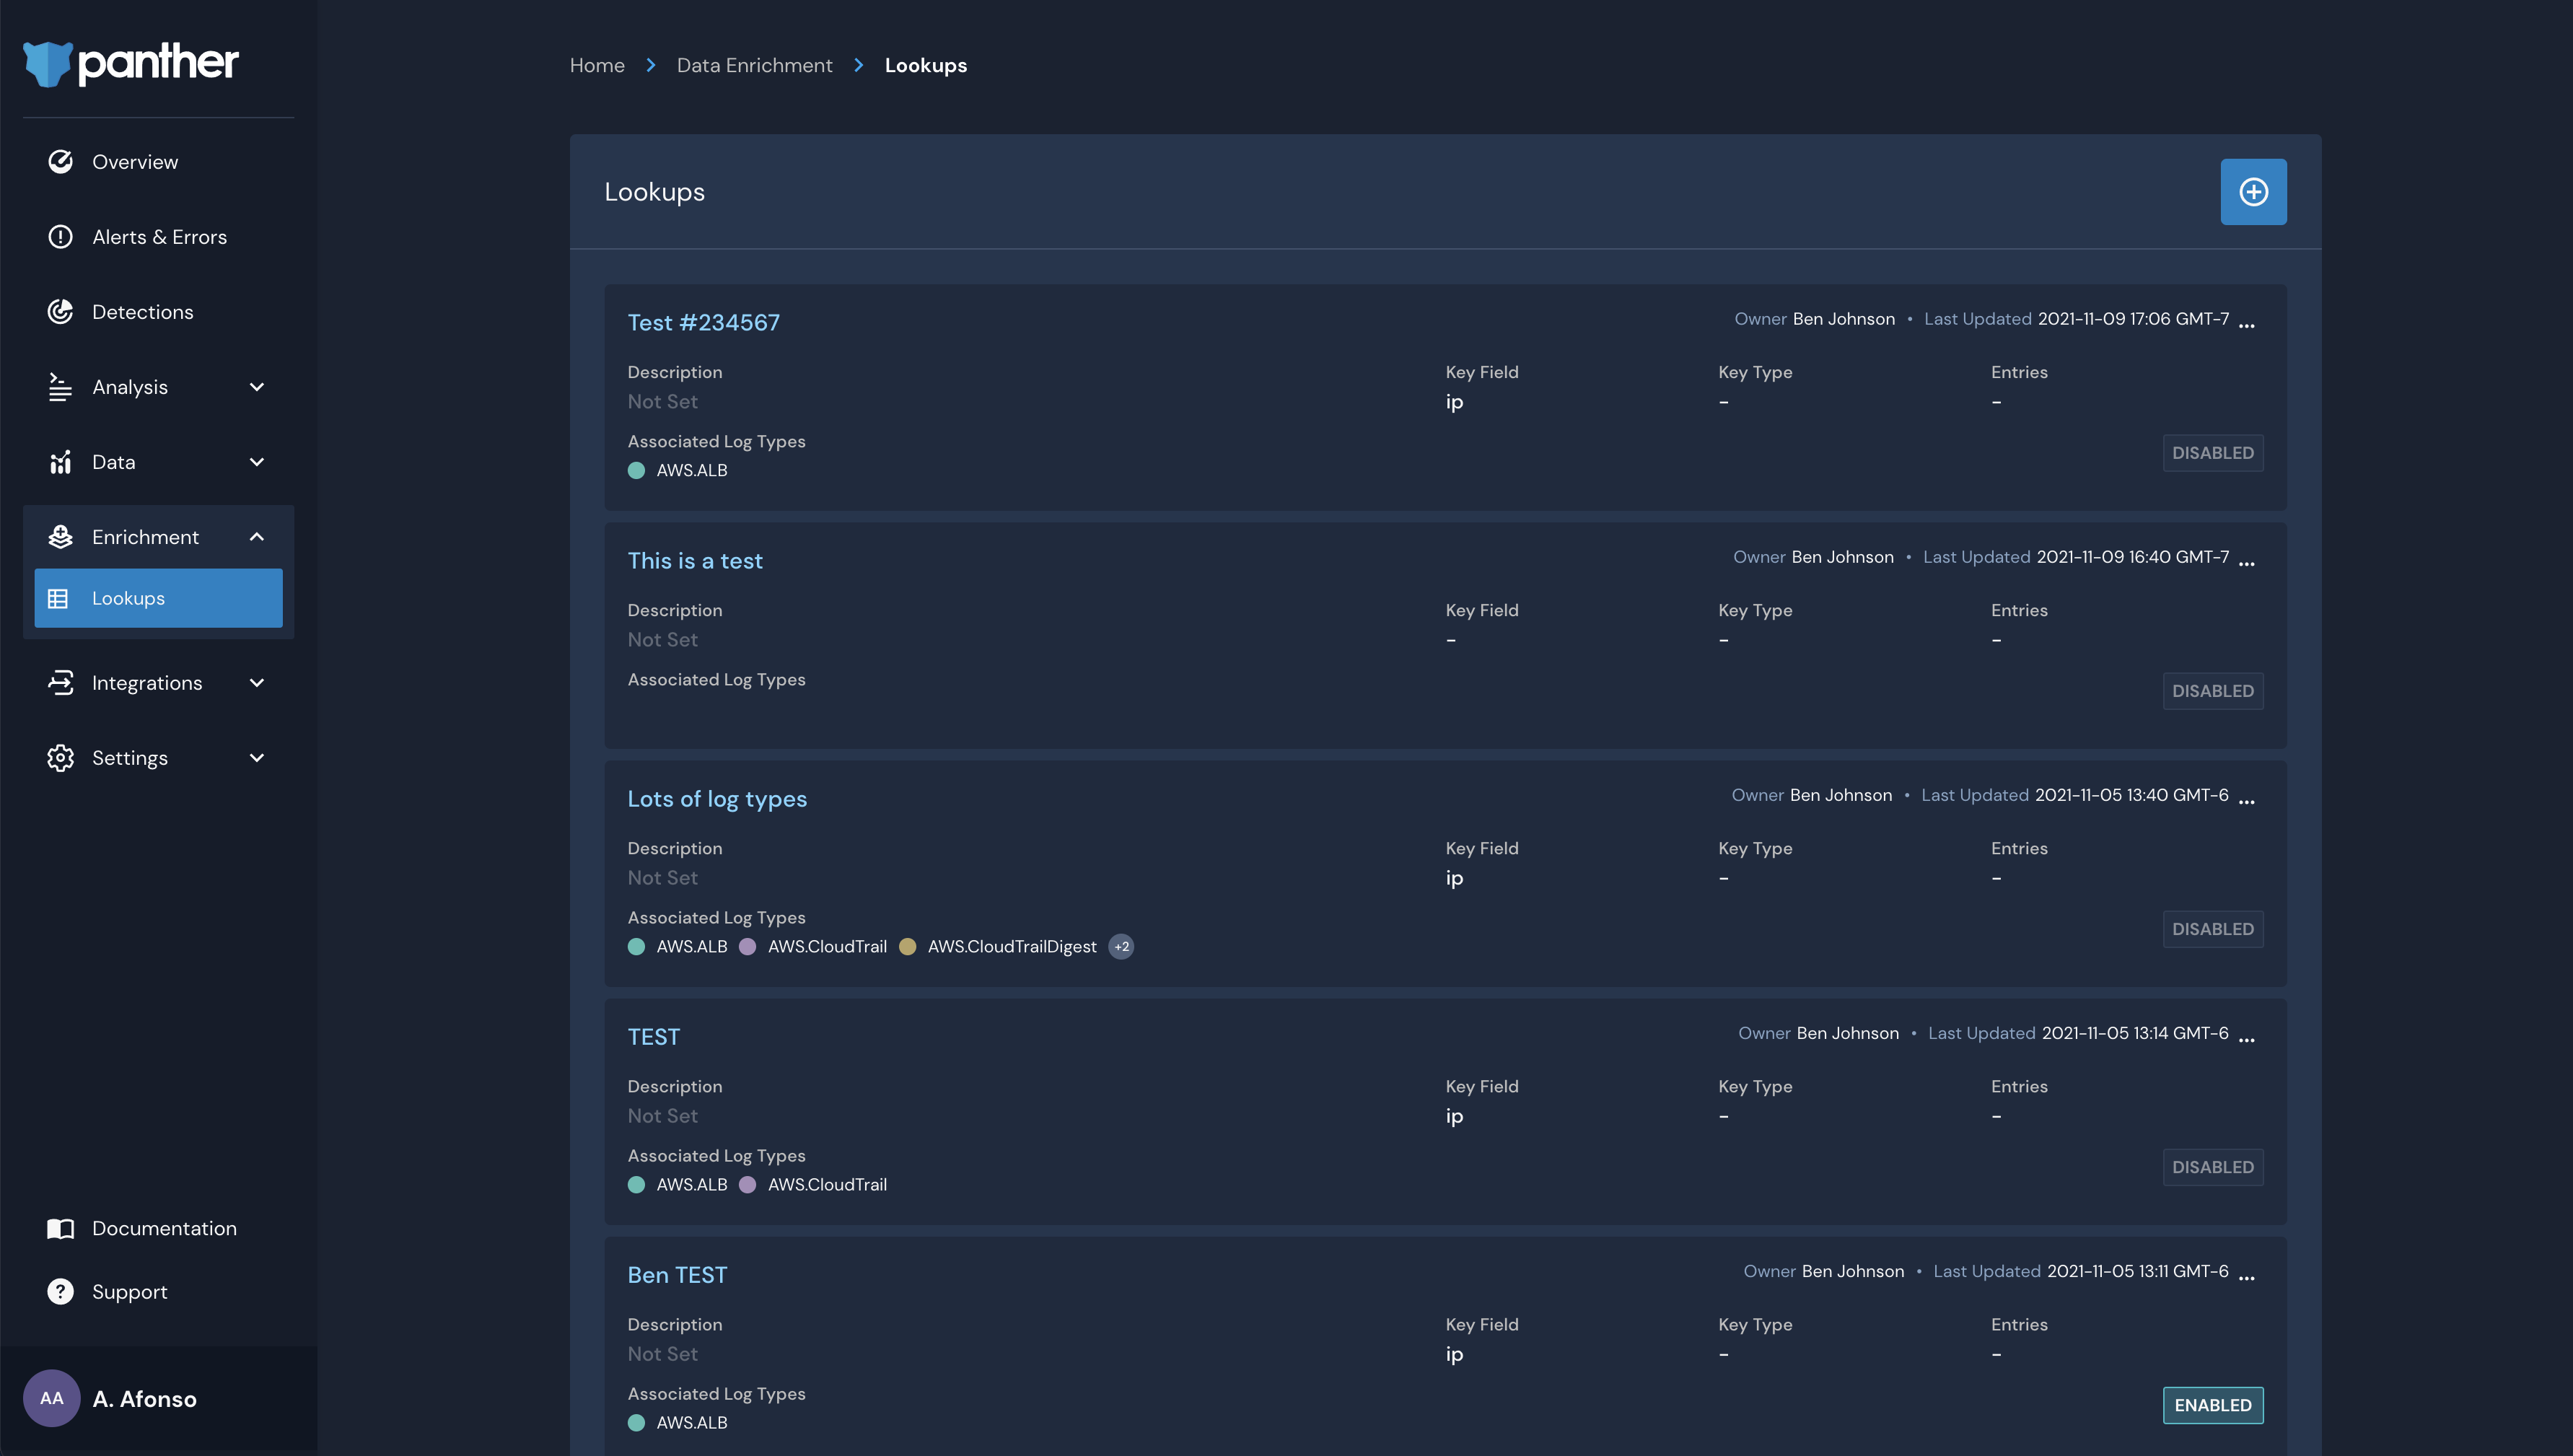 panther
Overview
Alerts & Errors
Detections
Analysis
Data
Enrichment
Lookups
Integrations
Settings
Documentation
Support
AA A. Afonso
Home > Data Enrichment > Lookups
Lookups
Test #234567 Owner Ben Johnson • Last Updated 2021-11-09 17:06 GMT-7 ...
Description Key Field Key Type Entries
Not Set ip - -
Associated Log Types
AWS.ALB
DISABLED
This is a test Owner Ben Johnson • Last Updated 2021-11-09 16:40 GMT-7 ...
Description Key Field Key Type Entries
Not Set - - -
Associated Log Types
DISABLED
Lots of log types Owner Ben Johnson • Last Updated 2021-11-05 13:40 GMT-6 ...
Description Key Field Key Type Entries
Not Set ip - -
Associated Log Types
AWS.ALB AWS.CloudTrail AWS.CloudTrailDigest +2
DISABLED
TEST Owner Ben Johnson • Last Updated 2021-11-05 13:14 GMT-6 ...
Description Key Field Key Type Entries
Not Set ip - -
Associated Log Types
AWS.ALB AWS.CloudTrail
DISABLED
Ben TEST Owner Ben Johnson • Last Updated 2021-11-05 13:11 GMT-6 ...
Description Key Field Key Type Entries
Not Set ip - -
Associated Log Types
AWS.ALB
ENABLED